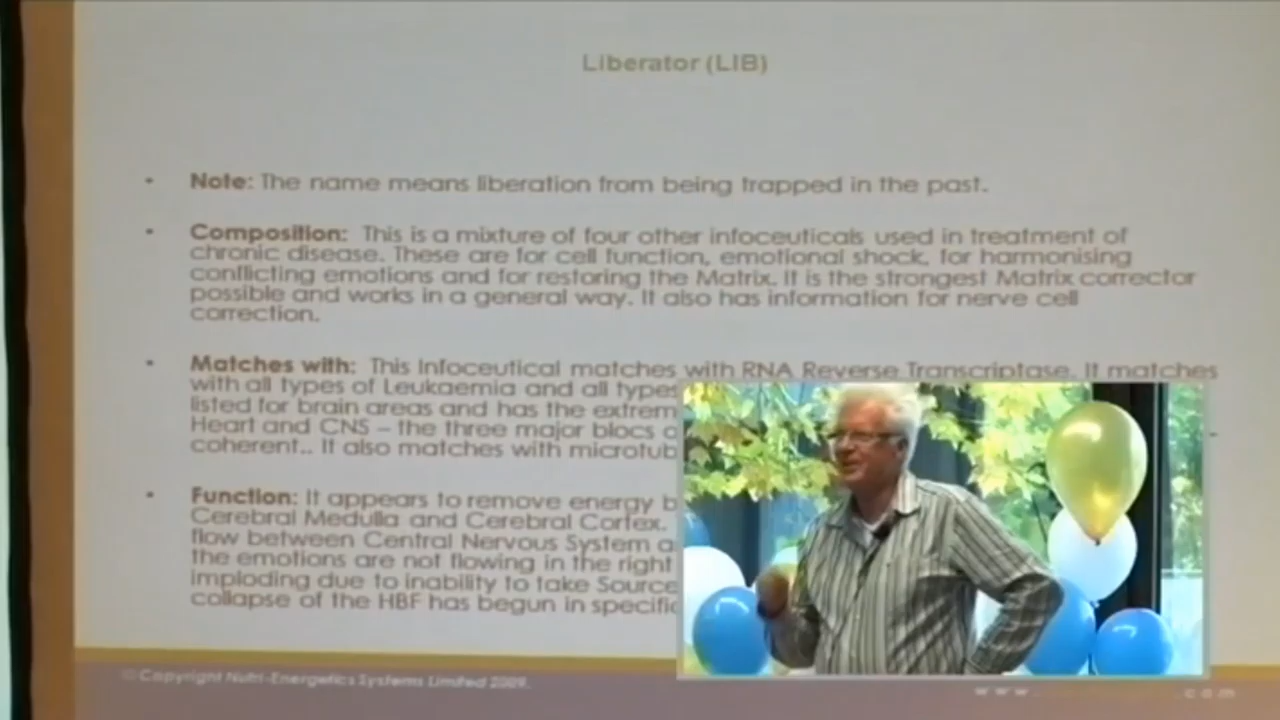 Liberator (LIB)
• Note: The name means liberation from being trapped in the past.
• Composition: This is a mixture of four other infoceuticals used in treatment of
chronic disease. These are for cell function, emotional shock, for harmonising
conflicting emotions and for restoring the Matrix. It is the strongest Matrix corrector
possible and works in a general way. It also has information for nerve cell
correction.
• Matches with: This Infoceutical matches with RNA Reverse Transcriptase. It matches
with all types of Leukaemia and all types
listed for brain areas and has the extrem
Heart and CNS – the three major blocs o
coherent.. It also matches with microtub
• Function: It appears to remove energy b
Cerebral Medulla and Cerebral Cortex.
flow between Central Nervous System a
the emotions are not flowing in the right
imploding due to inability to take Source
collapse of the HBF has begun in specific
© Copyright Nutri-Energetics Systems Limited 2009.
www. .com